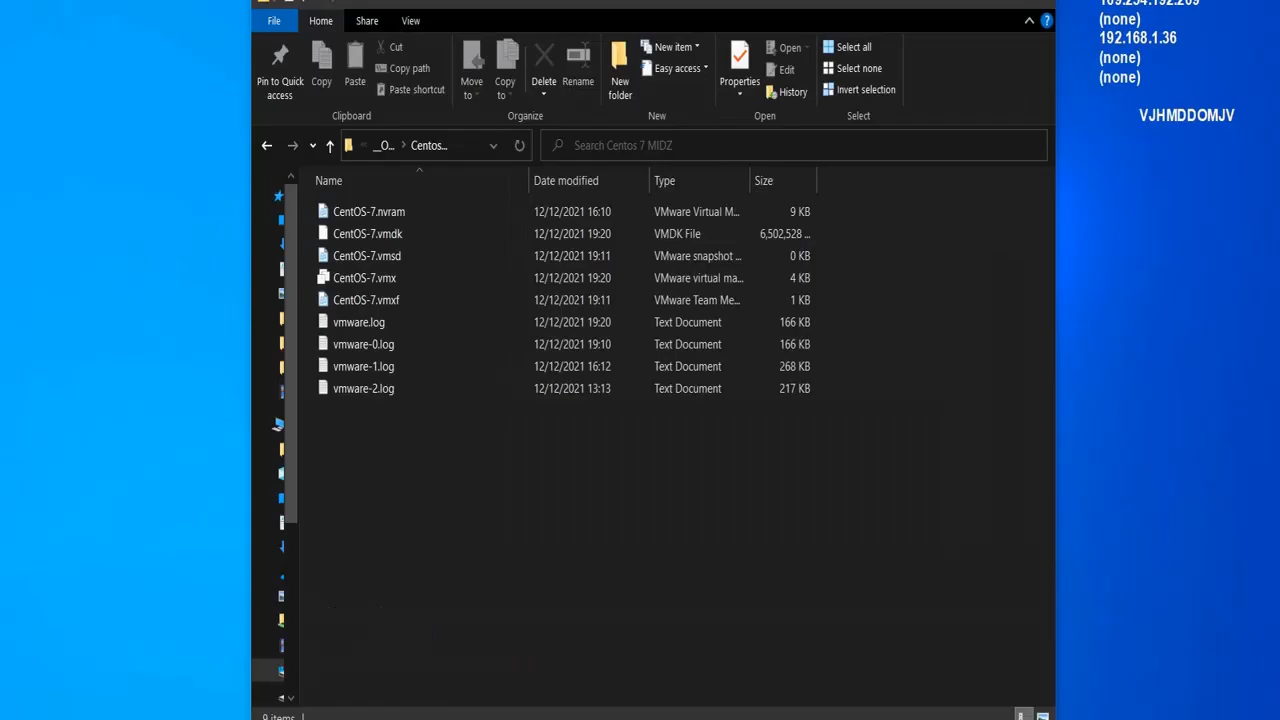 169.254.192.209
(none)
192.168.1.36
(none)
(none)
VJHMDDOMJV
File Home Share View
Pin to Quick access
Copy
Paste
Cut
Copy path
Paste shortcut
Clipboard
Move to
Copy to
Delete
Rename
Organize
New folder
New item
Easy access
New
Properties
Open
Edit
History
Open
Select all
Select none
Invert selection
Select
__O... Centos...
Search Centos 7 MIDZ
Name Date modified Type Size
CentOS-7.nvram 12/12/2021 16:10 VMware Virtual M... 9 KB
CentOS-7.vmdk 12/12/2021 19:20 VMDK File 6,502,528 ...
CentOS-7.vmsd 12/12/2021 19:11 VMware snapshot ... 0 KB
CentOS-7.vmx 12/12/2021 19:20 VMware virtual ma... 4 KB
CentOS-7.vmxf 12/12/2021 19:11 VMware Team Me... 1 KB
vmware.log 12/12/2021 19:20 Text Document 166 KB
vmware-0.log 12/12/2021 19:10 Text Document 166 KB
vmware-1.log 12/12/2021 16:12 Text Document 268 KB
vmware-2.log 12/12/2021 13:13 Text Document 217 KB
9 items